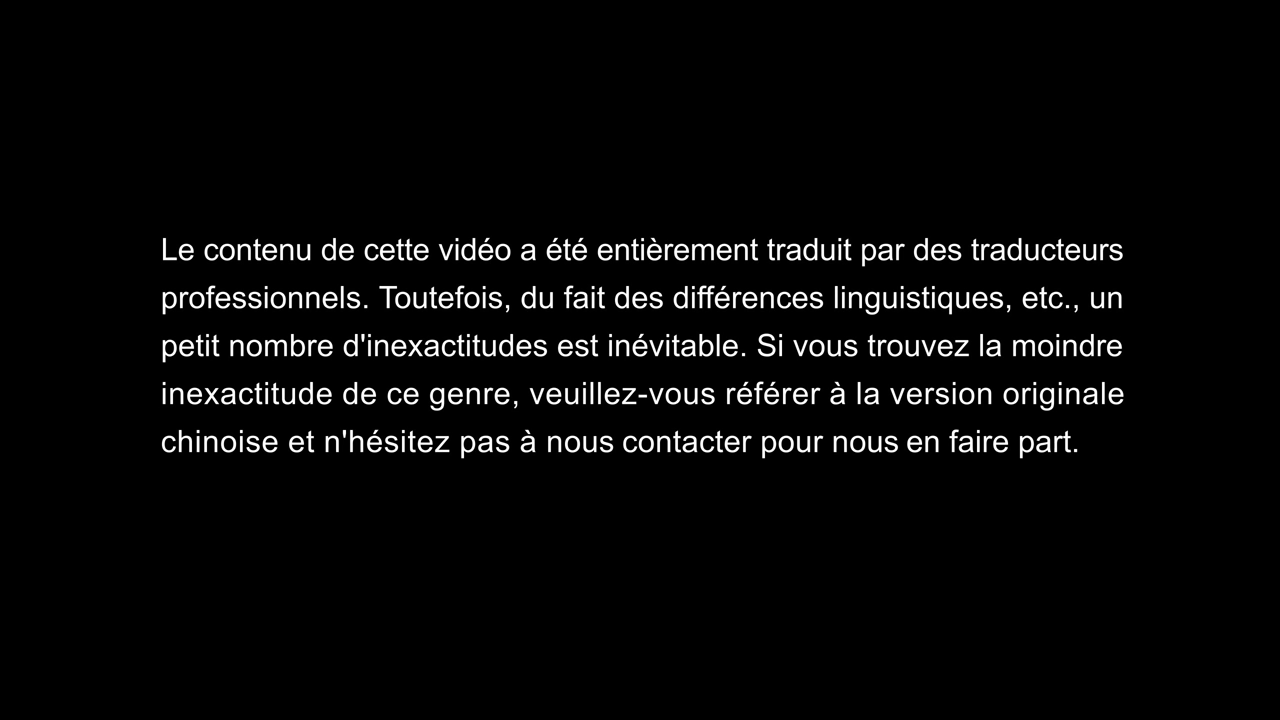 Le contenu de cette vidéo a été entièrement traduit par des traducteurs
professionnels. Toutefois, du fait des différences linguistiques, etc., un
petit nombre d'inexactitudes est inévitable. Si vous trouvez la moindre
inexactitude de ce genre, veuillez-vous référer à la version originale
chinoise et n'hésitez pas à nous contacter pour nous en faire part.